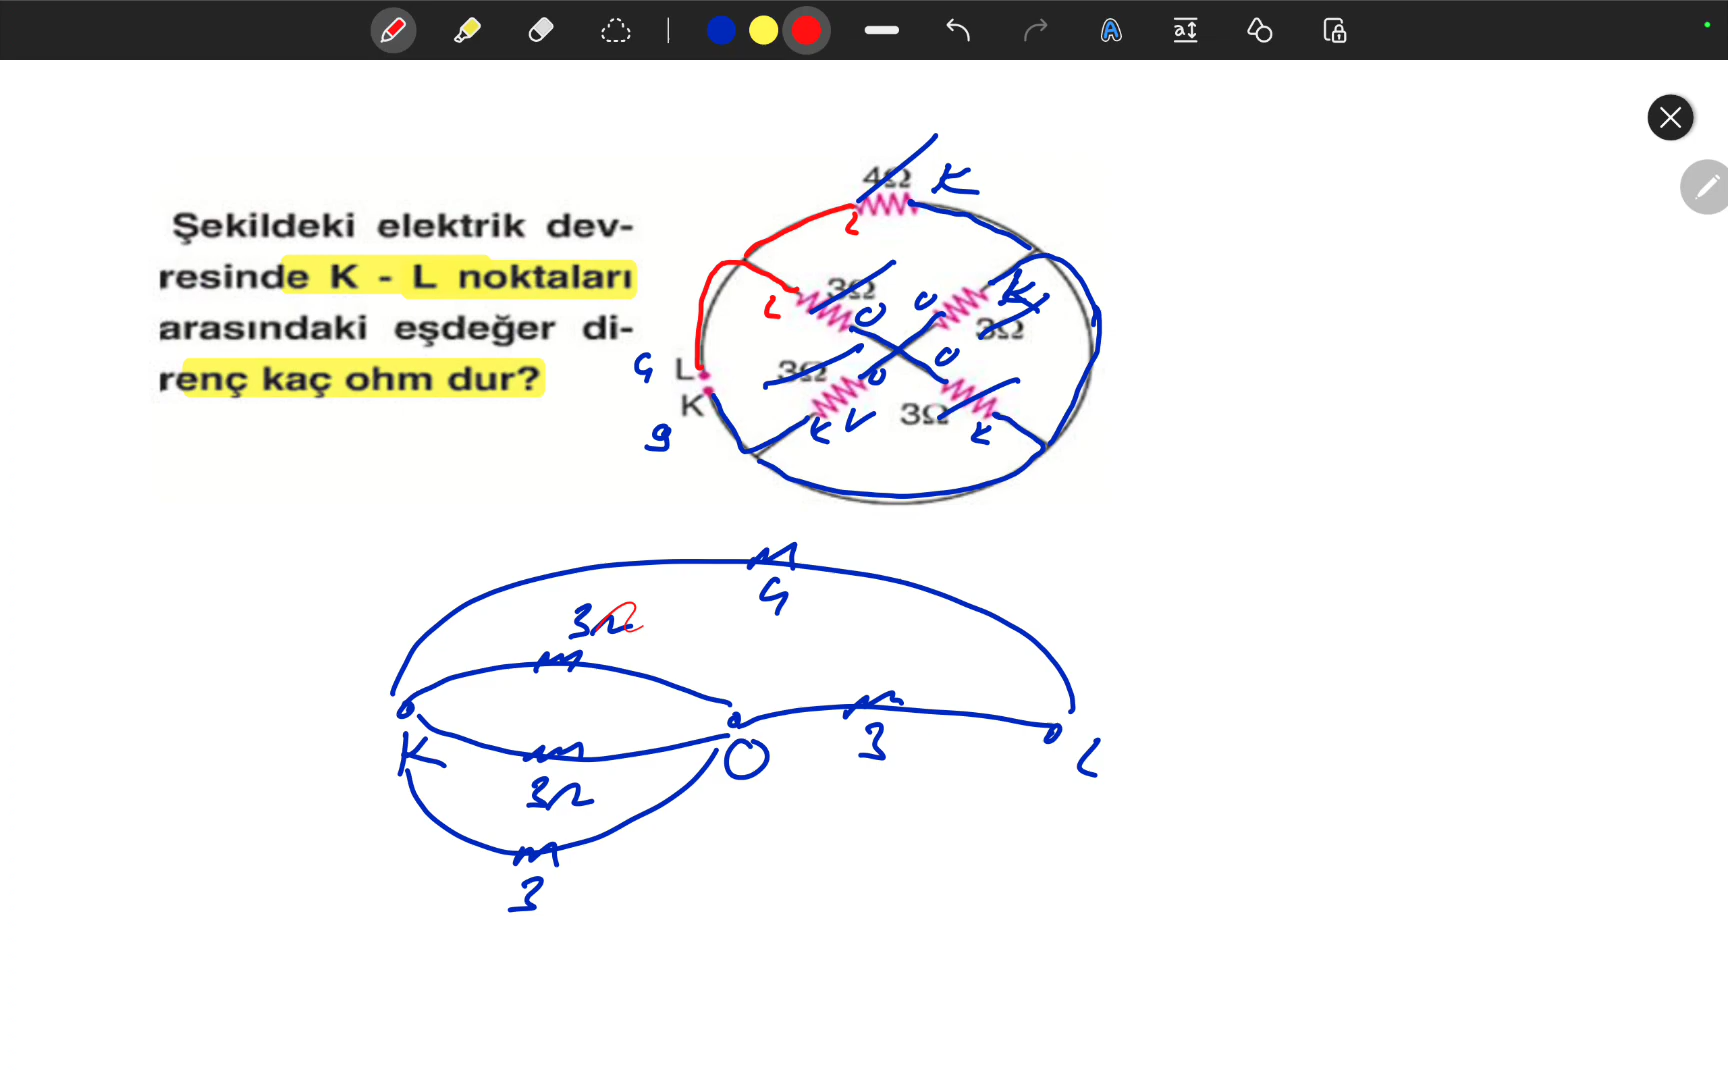 Şekildeki elektrik dev-
resinde K - L noktaları
arasındaki eşdeğer di-
renç kaç ohm dur?
4Ω K
L
3Ω
L O O K
3Ω
3Ω O O
L
K
K 3Ω K
4
3Ω
3
K O L
3Ω
3